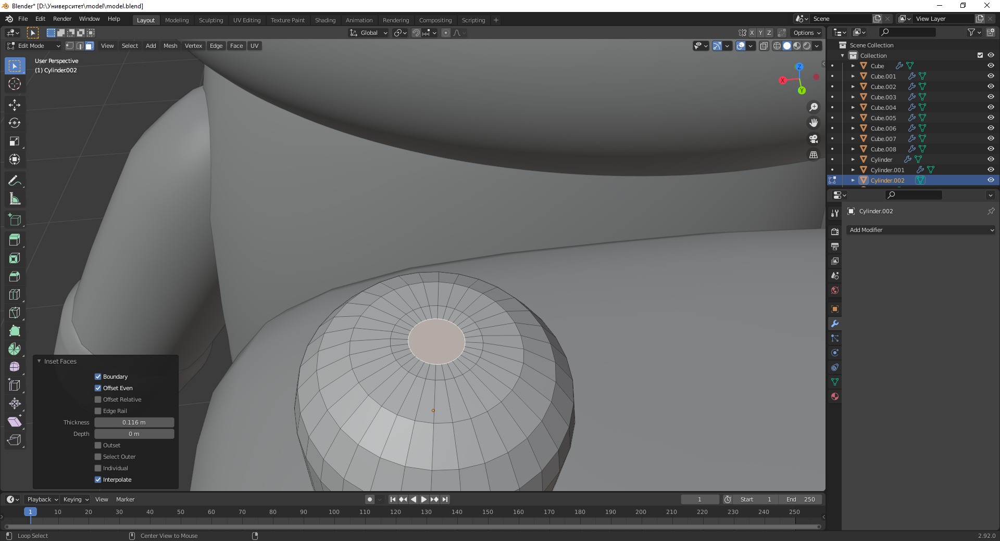 Blender* [D:\Университет\model\model.blend]
File Edit Render Window Help
Layout Modeling Sculpting UV Editing Texture Paint Shading Animation Rendering Compositing Scripting +
Scene
View Layer
Global
X Y Z
Options
Edit Mode
View Select Add Mesh Vertex Edge Face UV
User Perspective
(1) Cylinder.002
Z
X
Y
Scene Collection
Collection
Cube
Cube.001
Cube.002
Cube.003
Cube.004
Cube.005
Cube.006
Cube.007
Cube.008
Cylinder
Cylinder.001
Cylinder.002
Cylinder.002
Add Modifier
Inset Faces
Boundary
Offset Even
Offset Relative
Edge Rail
Thickness 0.116 m
Depth 0 m
Outset
Select Outer
Individual
Interpolate
Playback Keying View Marker
1
Start 1
End 250
1 10 20 30 40 50 60 70 80 90 100 110 120 130 140 150 160 170 180 190 200 210 220 230 240 250
Loop Select
Center View to Mouse
2.92.0